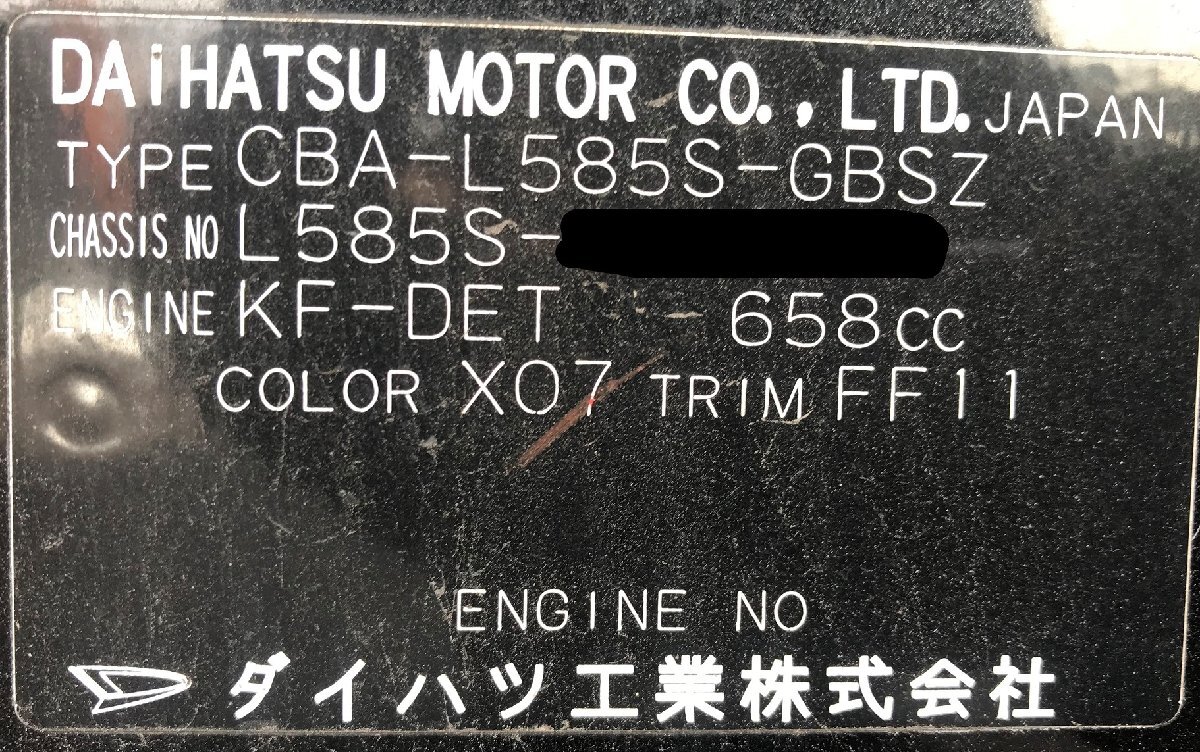 DAiHATSU MOTOR CO., LTD. JAPAN
TYPE CBA-L585S-GBSZ
CHASSIS NO L585S-
ENGINE KF-DET - 658CC
COLOR X07 TRIM FF11
ENGINE NO
ダイハツ工業株式会社